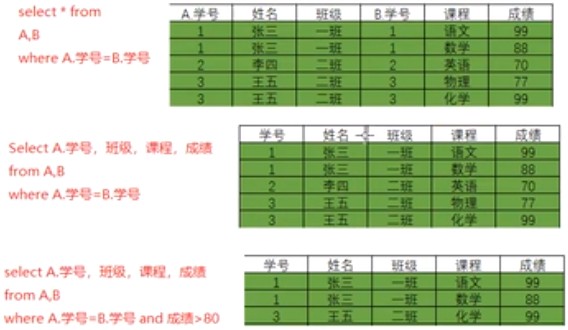 select * from
A,B
where A.学号=B.学号
A.学号 姓名 班级 B.学号 课程 成绩
1 张三 一班 1 语文 99
1 张三 一班 1 数学 88
2 李四 二班 2 英语 70
3 王五 二班 3 物理 77
3 王五 二班 3 化学 99
Select A.学号，班级，课程，成绩
from A,B
where A.学号=B.学号
学号 姓名 班级 课程 成绩
1 张三 一班 语文 99
1 张三 一班 数学 88
2 李四 二班 英语 70
3 王五 二班 物理 77
3 王五 二班 化学 99
select A.学号，班级，课程，成绩
from A,B
where A.学号=B.学号 and 成绩>80
学号 姓名 班级 课程 成绩
1 张三 一班 语文 99
1 张三 一班 数学 88
3 王五 二班 化学 99